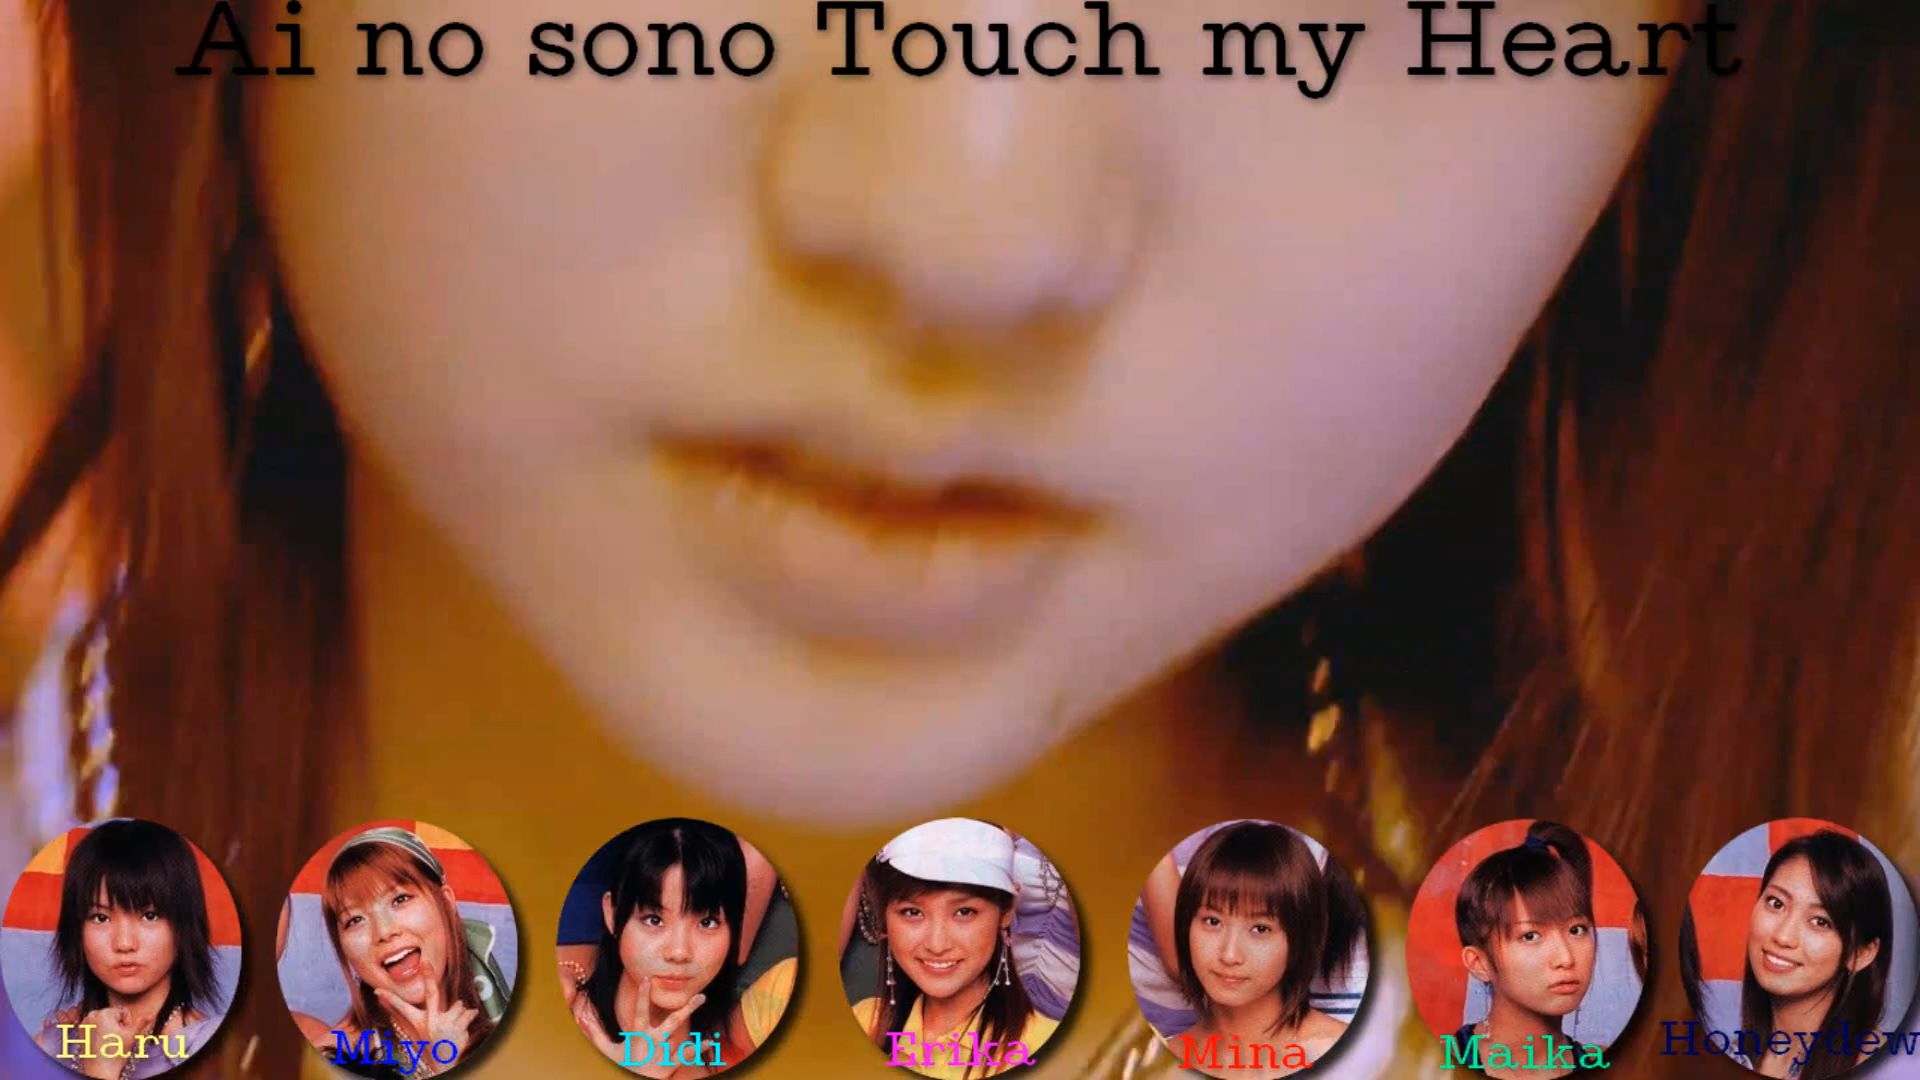 Ai no sono Touch my Heart
Haru
Miyo
Didi
Erika
Mina
Maika
Honeydew